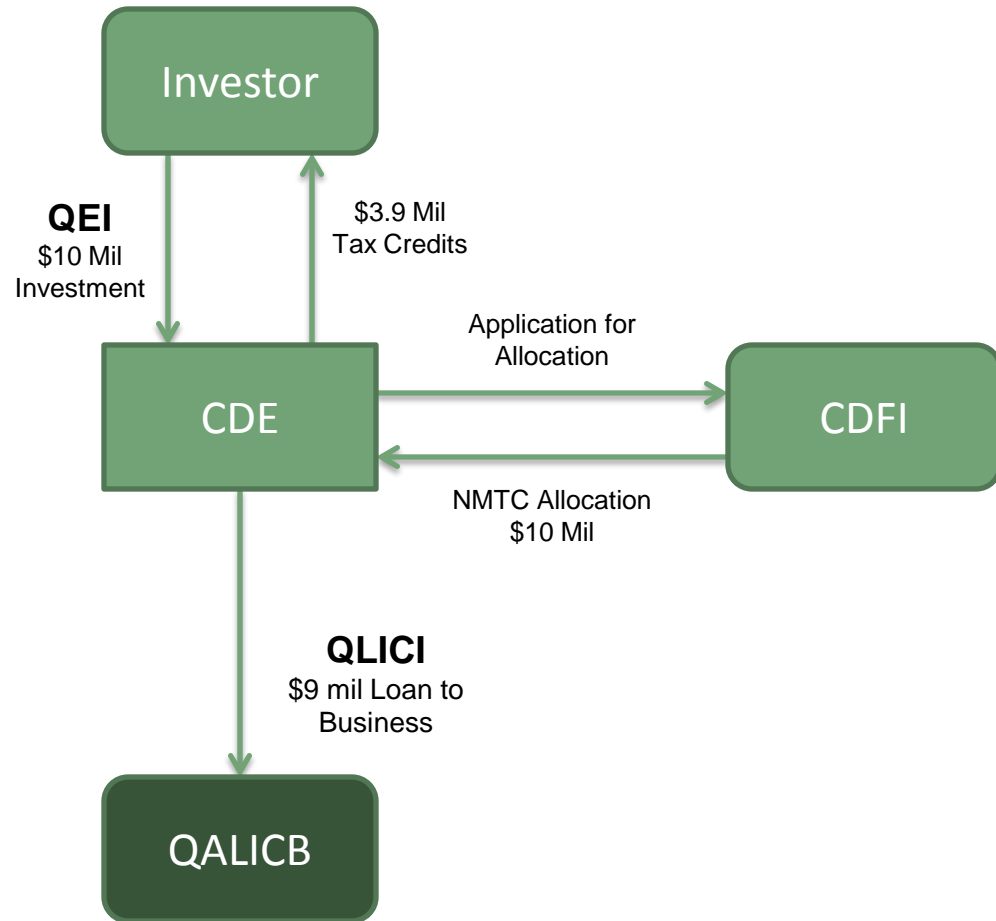 Investor
QEI
$10 Mil
Investment
$3.9 Mil
Tax Credits
Application for
Allocation
CDE
CDFI
NMTC Allocation
$10 Mil
QLICI
$9 mil Loan to
Business
QALICB